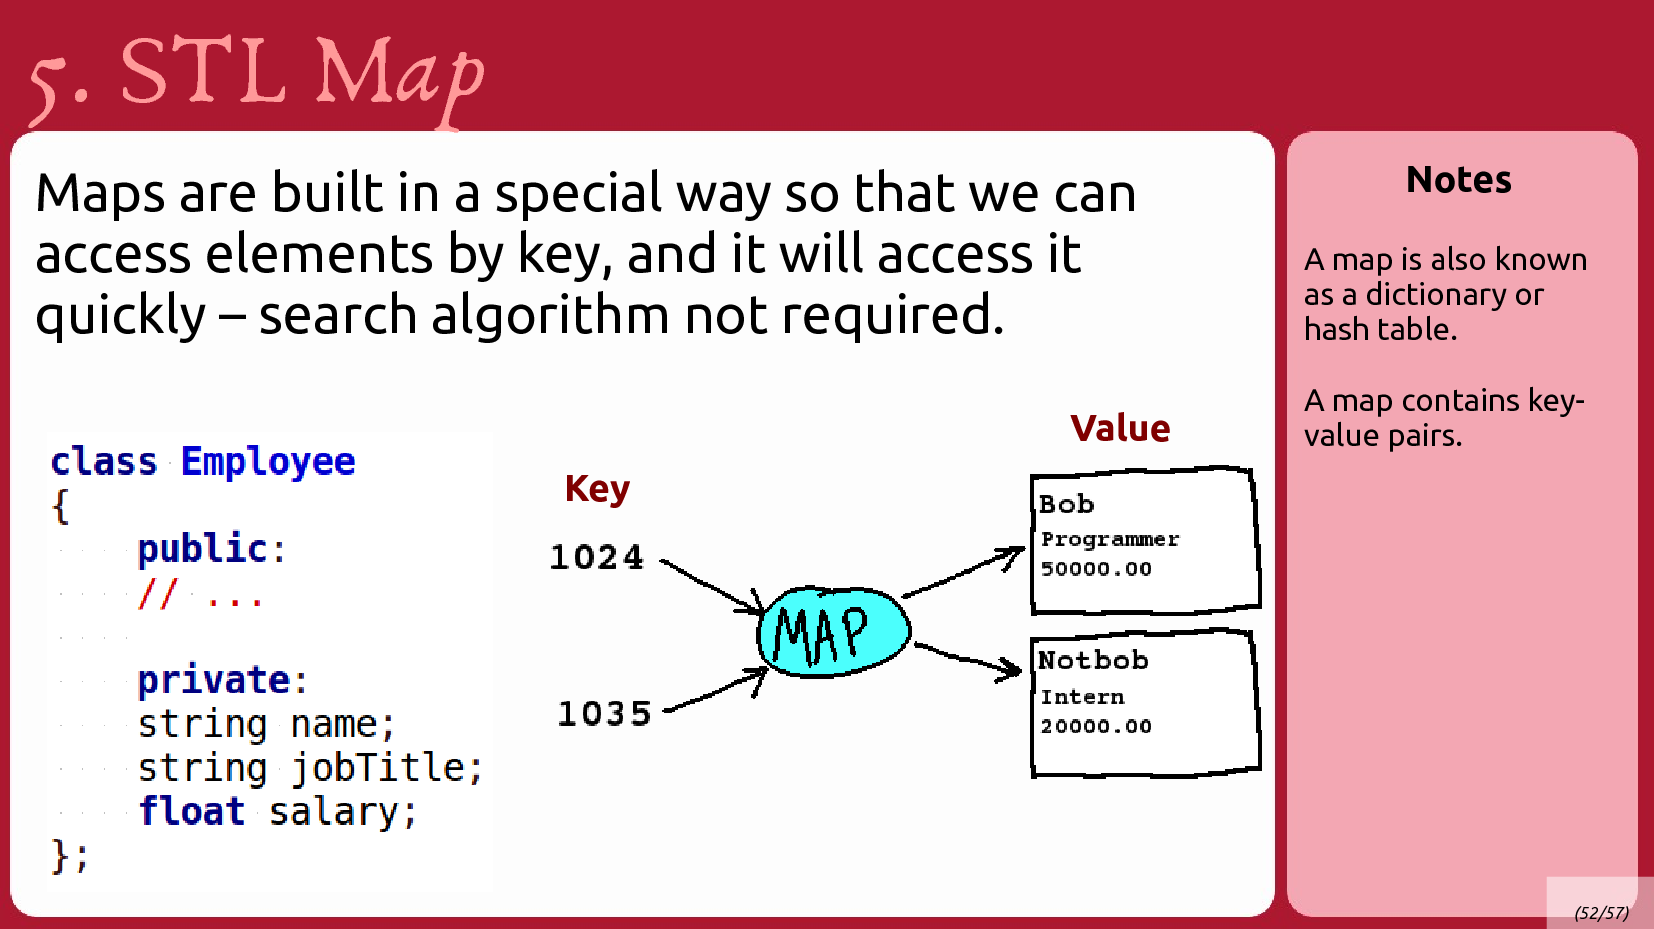 5. STL Map
Maps are built in a special way so that we can
access elements by key, and it will access it
quickly – search algorithm not required.
class Employee
{
public:
// ...
private:
string name;
string jobTitle;
float salary;
};
Key
1024
1035
MAP
Value
Bob
Programmer
50000.00
Notbob
Intern
20000.00
Notes
A map is also known
as a dictionary or
hash table.
A map contains key-
value pairs.
(52/57)